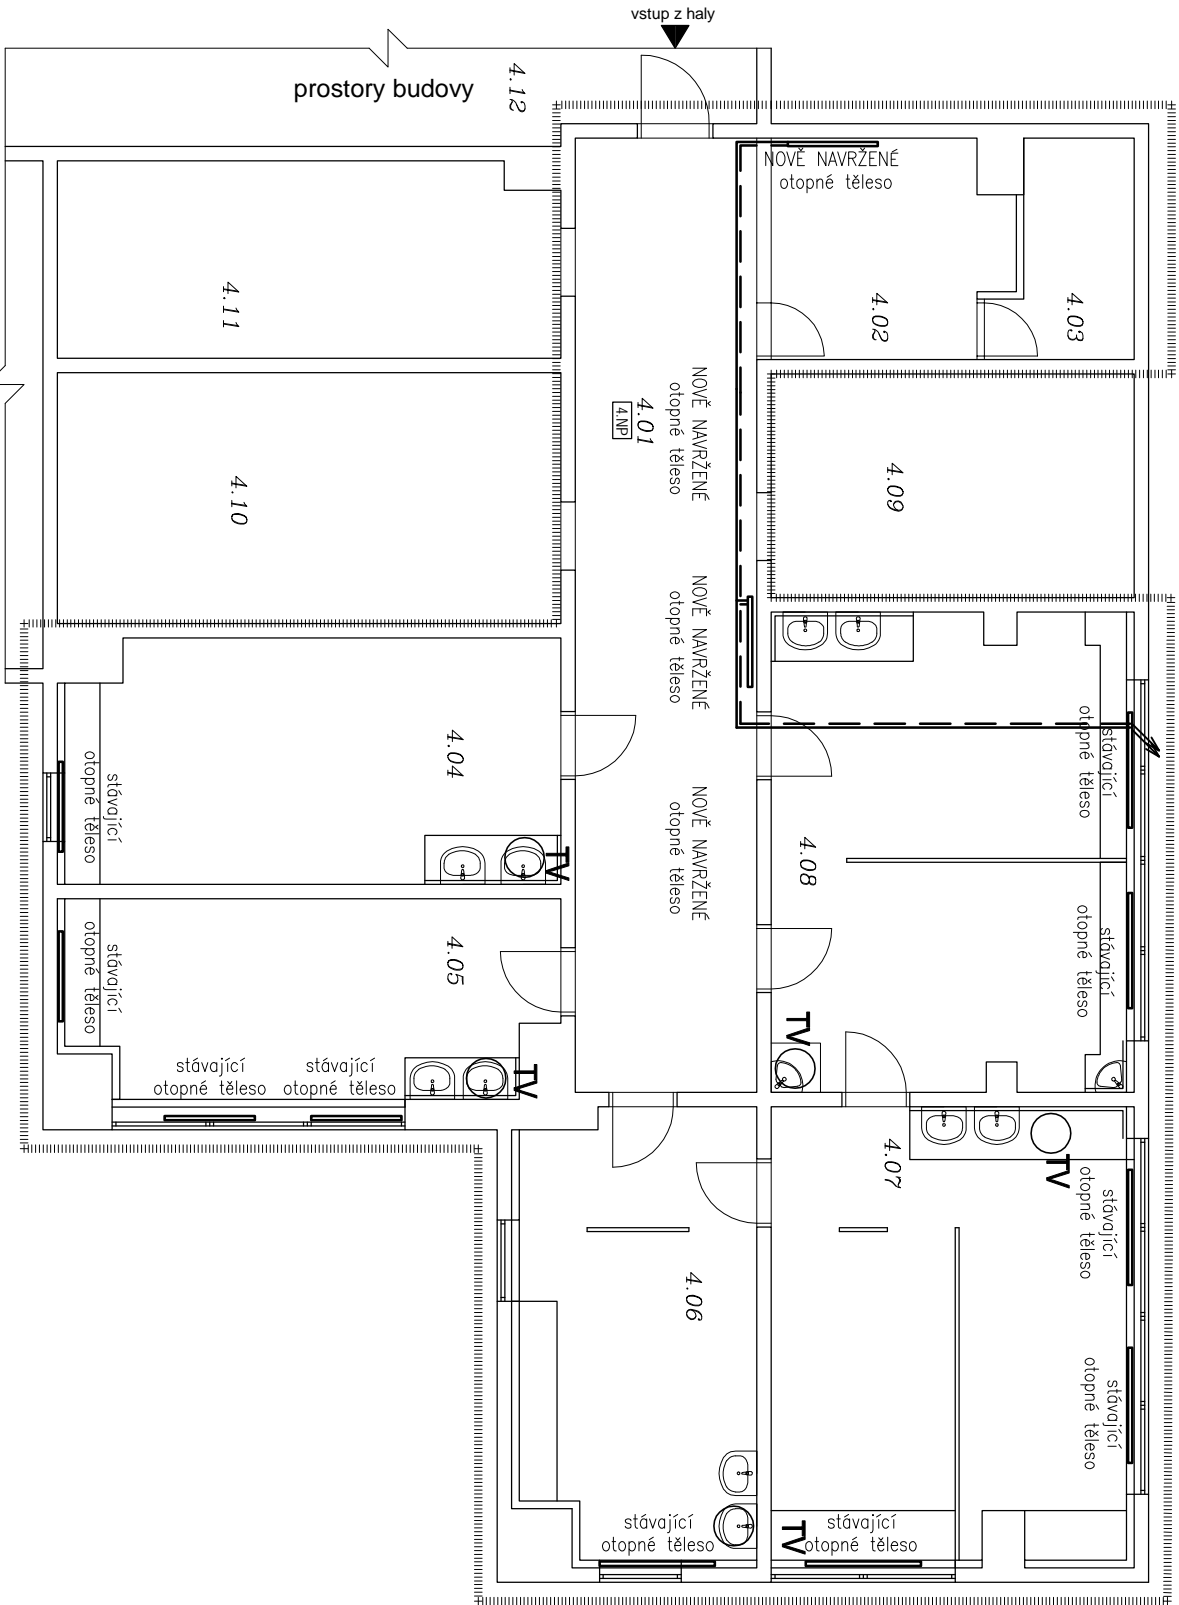 vstup z haly
prostory budovy
4.12
NOVĚ NAVRŽENÉ
otopné těleso
4.11
4.02
4.03
NOVĚ NAVRŽENÉ
otopné těleso
4.01
4.NP
4.10
4.09
NOVĚ NAVRŽENÉ
otopné těleso
stávající
otopné těleso
4.04
stávající
otopné těleso
NOVĚ NAVRŽENÉ
otopné těleso
4.08
TV
stávající
otopné těleso
4.05
stávající
otopné těleso
TV
stávající
otopné těleso
stávající
otopné těleso
TV
4.07
TV
stávající
otopné těleso
4.06
stávající
otopné těleso
stávající
otopné těleso
TV
stávající
otopné těleso